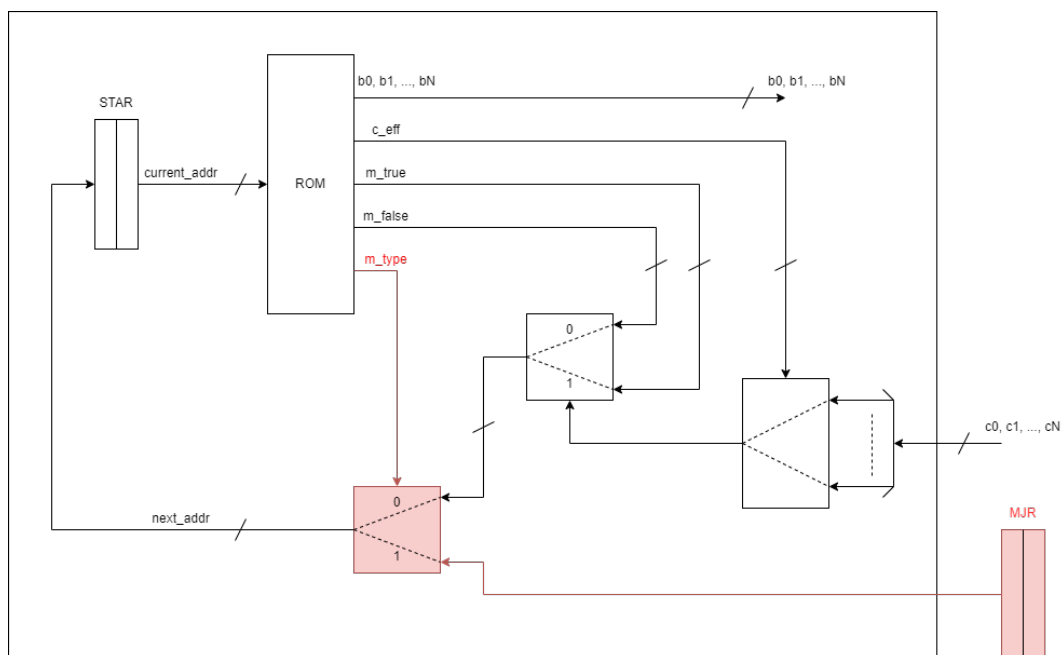 b0, b1, ..., bN
b0, b1, ..., bN
STAR
c_eff
current_addr
ROM
m_true
m_false
m_type
0
1
c0, c1, ..., cN
0
next_addr
1
MJR